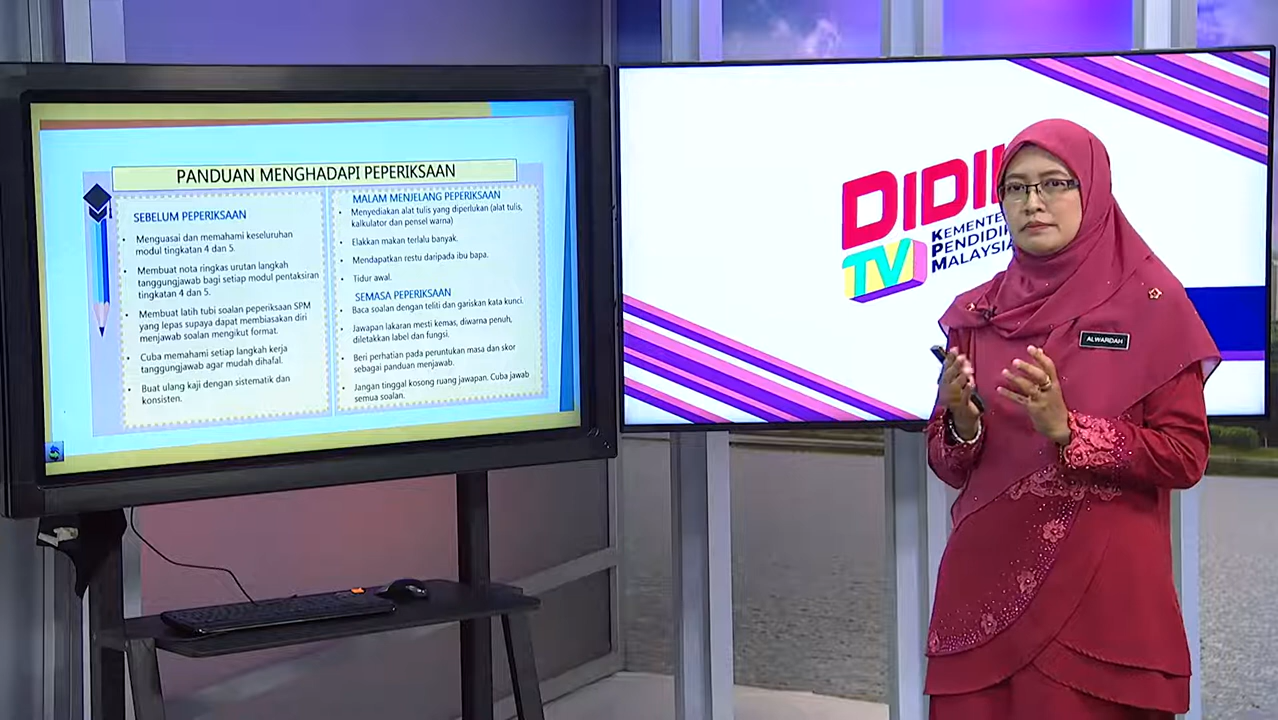 PANDUAN MENGHADAPI PEPERIKSAAN
SEBELUM PEPERIKSAAN
• Menguasai dan memahami keseluruhan
modul tingkatan 4 dan 5.
• Membuat nota ringkas urutan langkah
tanggungjawab bagi setiap modul pentaksiran
tingkatan 4 dan 5.
• Membuat latih tubi soalan peperiksaan SPM
yang lepas supaya dapat membiasakan diri
menjawab soalan mengikut format.
• Cuba memahami setiap langkah kerja
tanggungjawab agar mudah dihafal.
• Buat ulang kaji dengan sistematik dan
konsisten.
MALAM MENJELANG PEPERIKSAAN
• Menyediakan alat tulis yang diperlukan (alat tulis,
kalkulator dan pensel warna)
• Elakkan makan terlalu banyak.
• Mendapatkan restu daripada ibu bapa.
• Tidur awal.
SEMASA PEPERIKSAAN
• Baca soalan dengan teliti dan gariskan kata kunci.
• Jawapan lakaran mesti kemas, diwarna penuh,
diletakkan label dan fungsi.
• Beri perhatian pada peruntukan masa dan skor
sebagai panduan menjawab.
• Jangan tinggal kosong ruang jawapan. Cuba jawab
semua soalan.
DIDI
TV
KEMENTE
PENDIDI
MALAYSIA
ALWARDAH